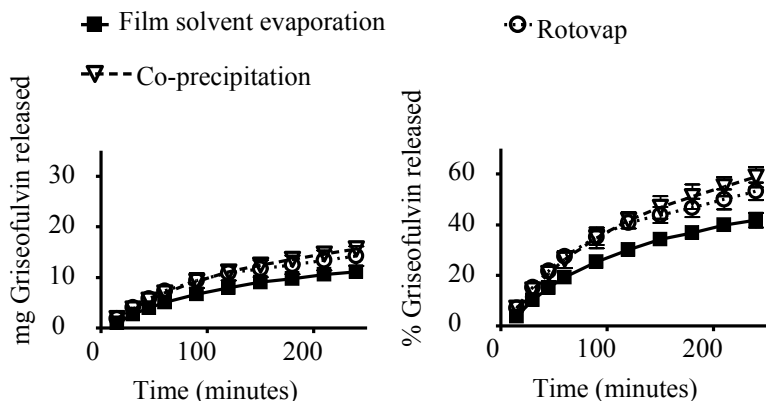 Film solvent evaporation
Rotovap
Co-precipitation
mg Griseofulvin released
30
20
10
0
0 100 200
Time (minutes)
% Griseofulvin released
60
40
20
0
0 100 200
Time (minutes)